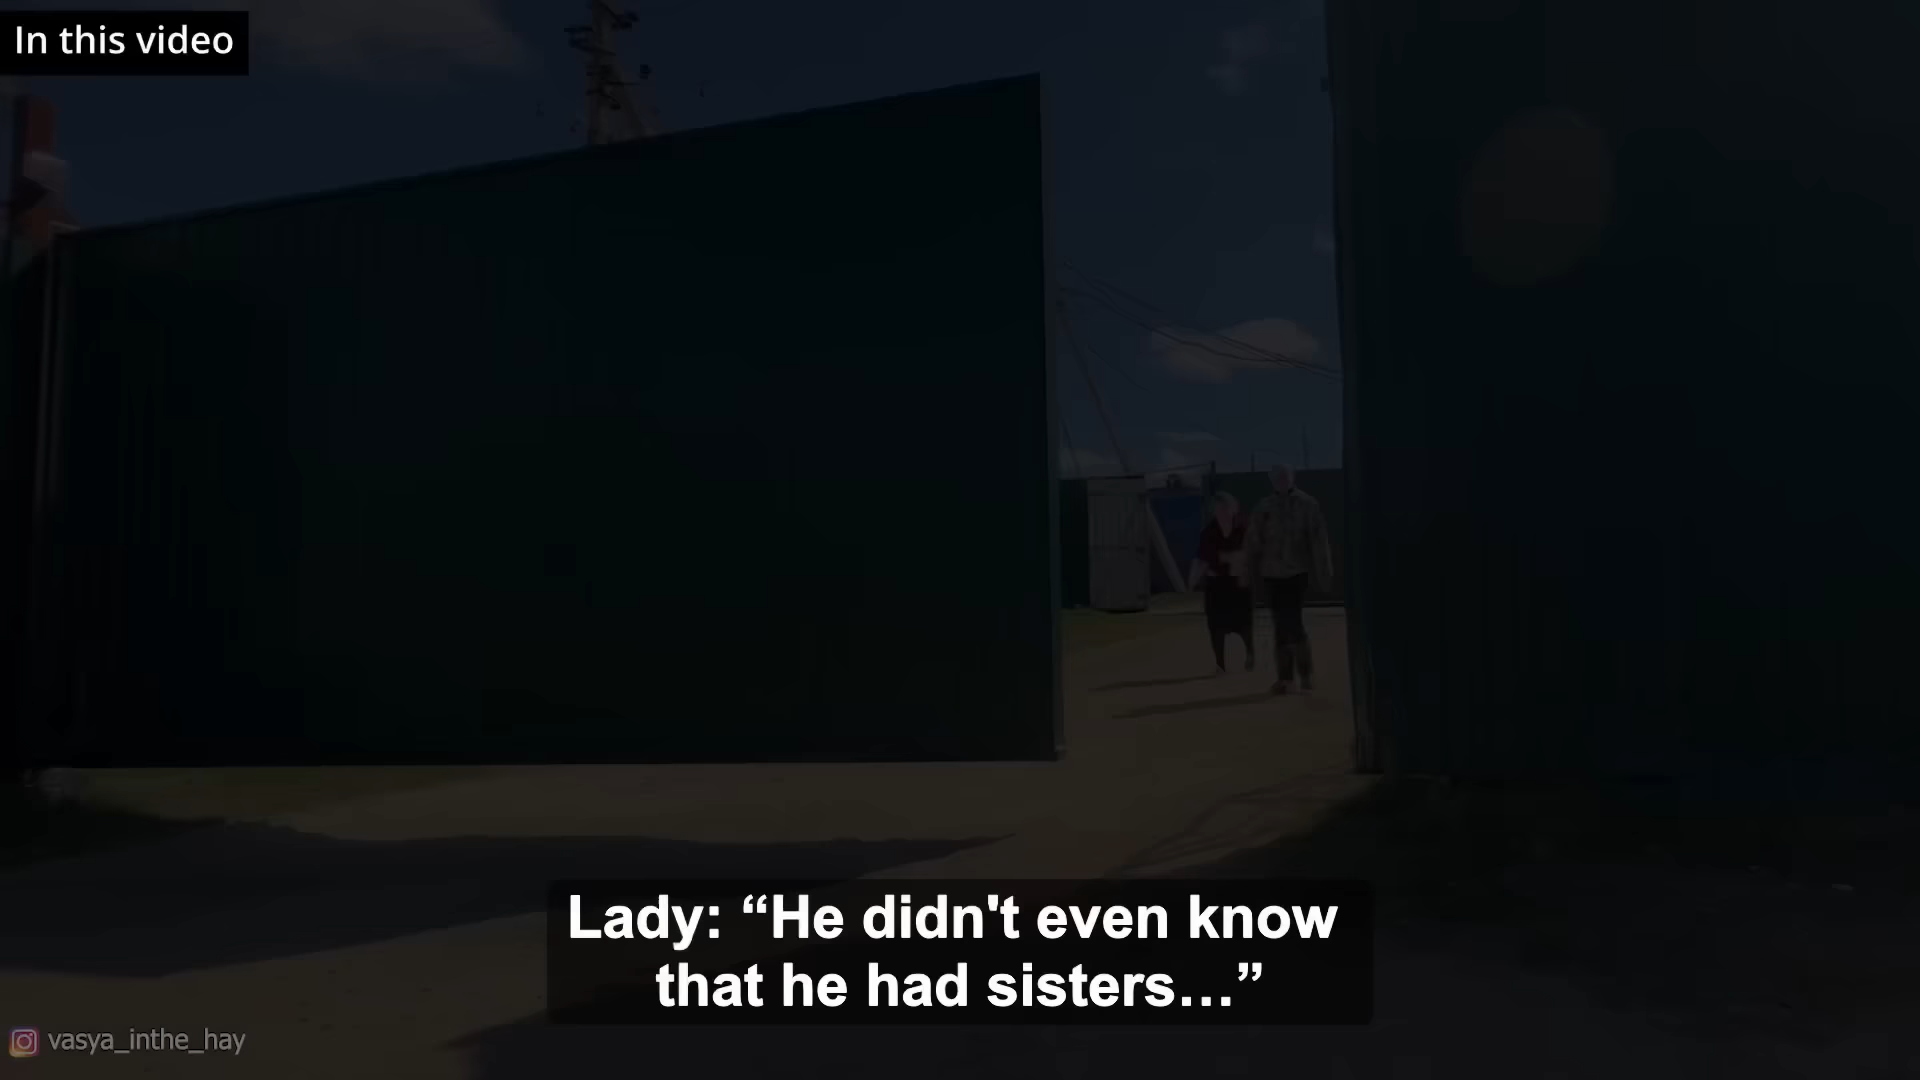 In this video
Lady: “He didn't even know
that he had sisters…”
vasya_inthe_hay